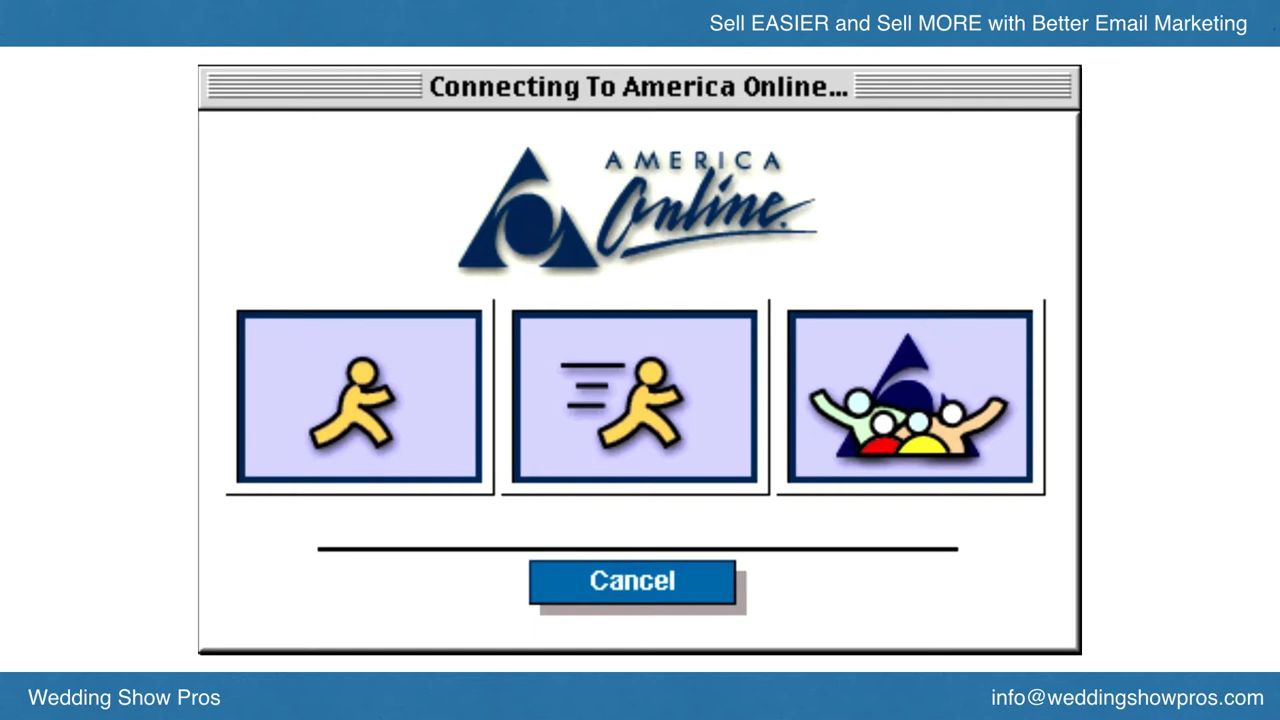 Sell EASIER and Sell MORE with Better Email Marketing
Connecting To America Online...
AMERICA
Online.
Cancel
Wedding Show Pros
info@weddingshowpros.com